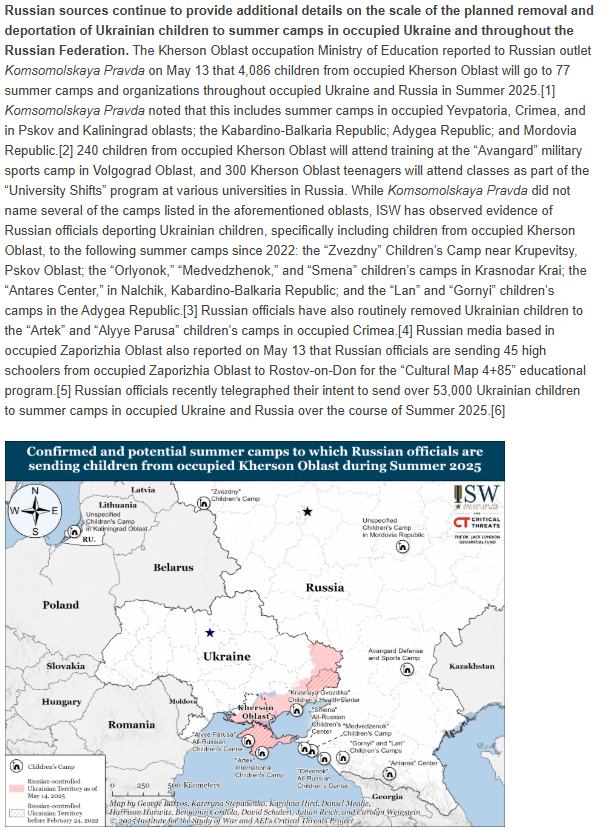 Russian sources continue to provide additional details on the scale of the planned removal and
deportation of Ukrainian children to summer camps in occupied Ukraine and throughout the
Russian Federation. The Kherson Oblast occupation Ministry of Education reported to Russian outlet
Komsomolskaya Pravda on May 13 that 4,086 children from occupied Kherson Oblast will go to 77
summer camps and organizations throughout occupied Ukraine and Russia in Summer 2025.[1]
Komsomolskaya Pravda noted that this includes summer camps in occupied Yevpatoria, Crimea, and
in Pskov and Kaliningrad oblasts; the Kabardino-Balkaria Republic; Adygea Republic; and Mordovia
Republic.[2] 240 children from occupied Kherson Oblast will attend training at the “Avangard” military
sports camp in Volgograd Oblast, and 300 Kherson Oblast teenagers will attend classes as part of the
“University Shifts” program at various universities in Russia. While Komsomolskaya Pravda did not
name several of the camps listed in the aforementioned oblasts, ISW has observed evidence of
Russian officials deporting Ukrainian children, specifically including children from occupied Kherson
Oblast, to the following summer camps since 2022: the “Zvezdny” Children’s Camp near Krupevitsy,
Pskov Oblast; the “Orlyonok,” “Medvedzhenok,” and “Smena” children’s camps in Krasnodar Krai; the
“Antares Center,” in Nalchik, Kabardino-Balkaria Republic; and the “Lan” and “Gornyi” children’s
camps in the Adygea Republic.[3] Russian officials have also routinely removed Ukrainian children to
the “Artek” and “Alyye Parusa” children’s camps in occupied Crimea.[4] Russian media based in
occupied Zaporizhia Oblast also reported on May 13 that Russian officials are sending 45 high
schoolers from occupied Zaporizhia Oblast to Rostov-on-Don for the “Cultural Map 4+85” educational
program.[5] Russian officials recently telegraphed their intent to send over 53,000 Ukrainian children
to summer camps in occupied Ukraine and Russia over the course of Summer 2025.[6]
Confirmed and potential summer camps to which Russian officials are
sending children from occupied Kherson Oblast during Summer 2025
N
W E
S
Latvia
Lithuania
"Zvezdny"
Children's Camp
Unspecified
Children's Camp
in Kaliningrad Oblast
RU.
ISW
AND
CT CRITICAL
THREATS
THE DR. JACK LONDON
GEOSPATIAL FUND
Unspecified
Children's Camp
in Mordovia Republic
Belarus
Russia
Poland
Ukraine
Avangard Defense
and Sports Camp
Kazakhstan
Slovakia
Hungary
Moldova
Romania
Kherson
Oblast
"Krasnaya Gvozdika"
Children's Health Center
"Smena"
All-Russian
Children's
Center
"Medvedzhenok"
"Gornyi" and "Lan"
Children's Camps
"Alyye Parusa"
All-Russian
Children's Center
"Artek"
International
Children's Camp
"Orlyonok"
All-Russian
Children's Center
"Antares" Center
Georgia
Children's Camp
Russian-controlled
Ukrainian Territory as of
May 14, 2025
Russian-controlled
Ukrainian Territory
before February 24, 2022
0 250 500 Kilometers
Map by George Barros, Kateryna Stepanenko, Karolina Hird, Daniel Mealie,
Harrison Hurwitz, Benjamin Cordola, David Schulert, Julian Reich, and Carolyn Weinstein
© 2025 Institute for the Study of War and AEI's Critical Threats Project